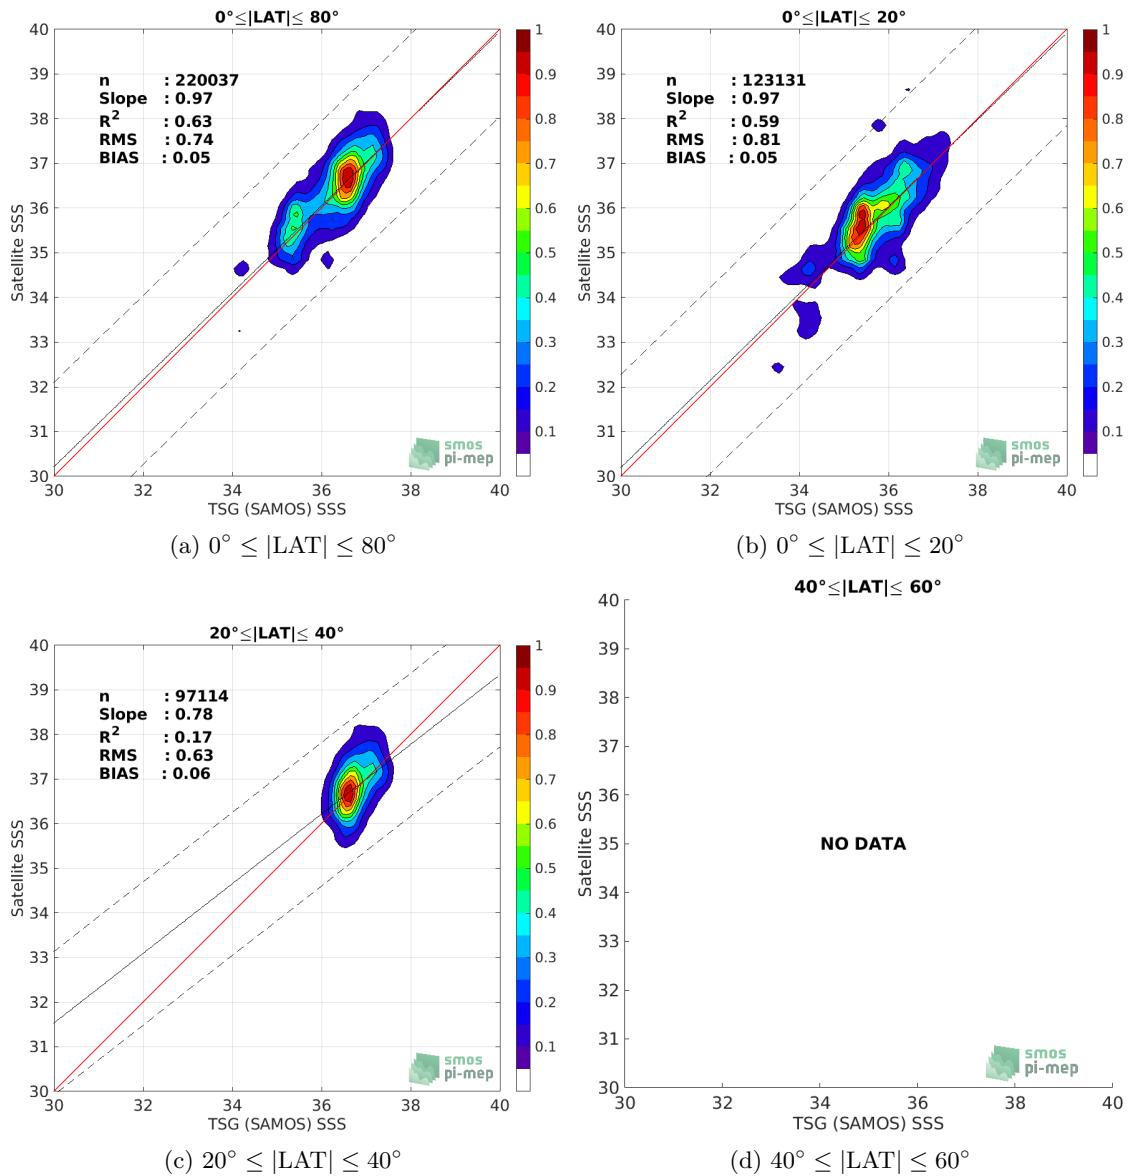 0°≤|LAT|≤ 80°
40
39
38
37
36
35
34
33
32
31
30
Satellite SSS
n : 220037
Slope : 0.97
R² : 0.63
RMS : 0.74
BIAS : 0.05
1
0.9
0.8
0.7
0.6
0.5
0.4
0.3
0.2
0.1
smos
pi-mep
30 32 34 36 38 40
TSG (SAMOS) SSS
(a) 0° ≤ |LAT| ≤ 80°
0°≤|LAT|≤ 20°
40
39
38
37
36
35
34
33
32
31
30
Satellite SSS
n : 123131
Slope : 0.97
R² : 0.59
RMS : 0.81
BIAS : 0.05
1
0.9
0.8
0.7
0.6
0.5
0.4
0.3
0.2
0.1
smos
pi-mep
30 32 34 36 38 40
TSG (SAMOS) SSS
(b) 0° ≤ |LAT| ≤ 20°
20°≤|LAT|≤ 40°
40
39
38
37
36
35
34
33
32
31
30
Satellite SSS
n : 97114
Slope : 0.78
R² : 0.17
RMS : 0.63
BIAS : 0.06
1
0.9
0.8
0.7
0.6
0.5
0.4
0.3
0.2
0.1
smos
pi-mep
30 32 34 36 38 40
TSG (SAMOS) SSS
(c) 20° ≤ |LAT| ≤ 40°
40°≤|LAT|≤ 60°
40
39
38
37
36
35
34
33
32
31
30
Satellite SSS
NO DATA
smos
pi-mep
30 32 34 36 38 40
TSG (SAMOS) SSS
(d) 40° ≤ |LAT| ≤ 60°